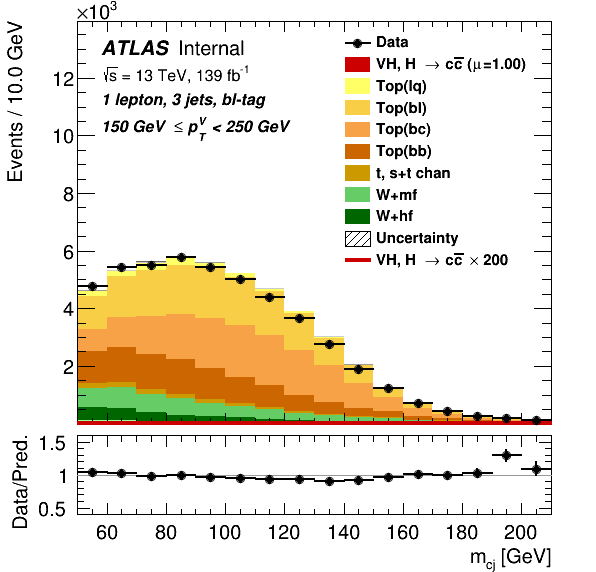 ×10³
Events / 10.0 GeV
12
10
8
6
4
2
ATLAS Internal
√s = 13 TeV, 139 fb⁻¹
1 lepton, 3 jets, bl-tag
150 GeV ≤ p_T^V < 250 GeV
Data
VH, H → cc̅ (μ=1.00)
Top(lq)
Top(bl)
Top(bc)
Top(bb)
t, s+t chan
W+mf
W+hf
Uncertainty
VH, H → cc̅ × 200
Data/Pred.
1.5
1
0.5
60 80 100 120 140 160 180 200
m_cj [GeV]